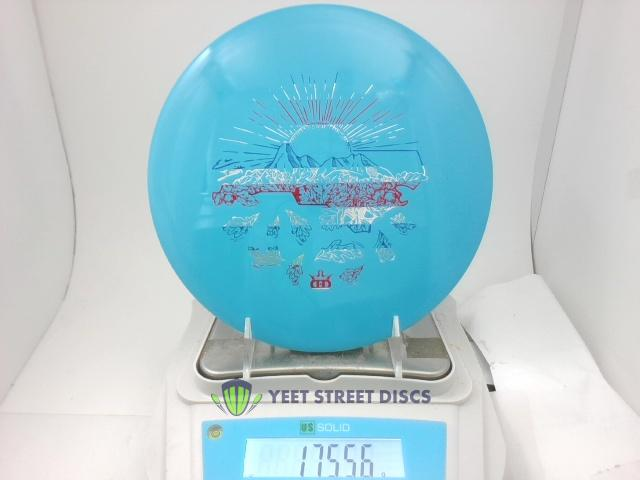 YEET STREET DISCS
US SOLID
175.56 g